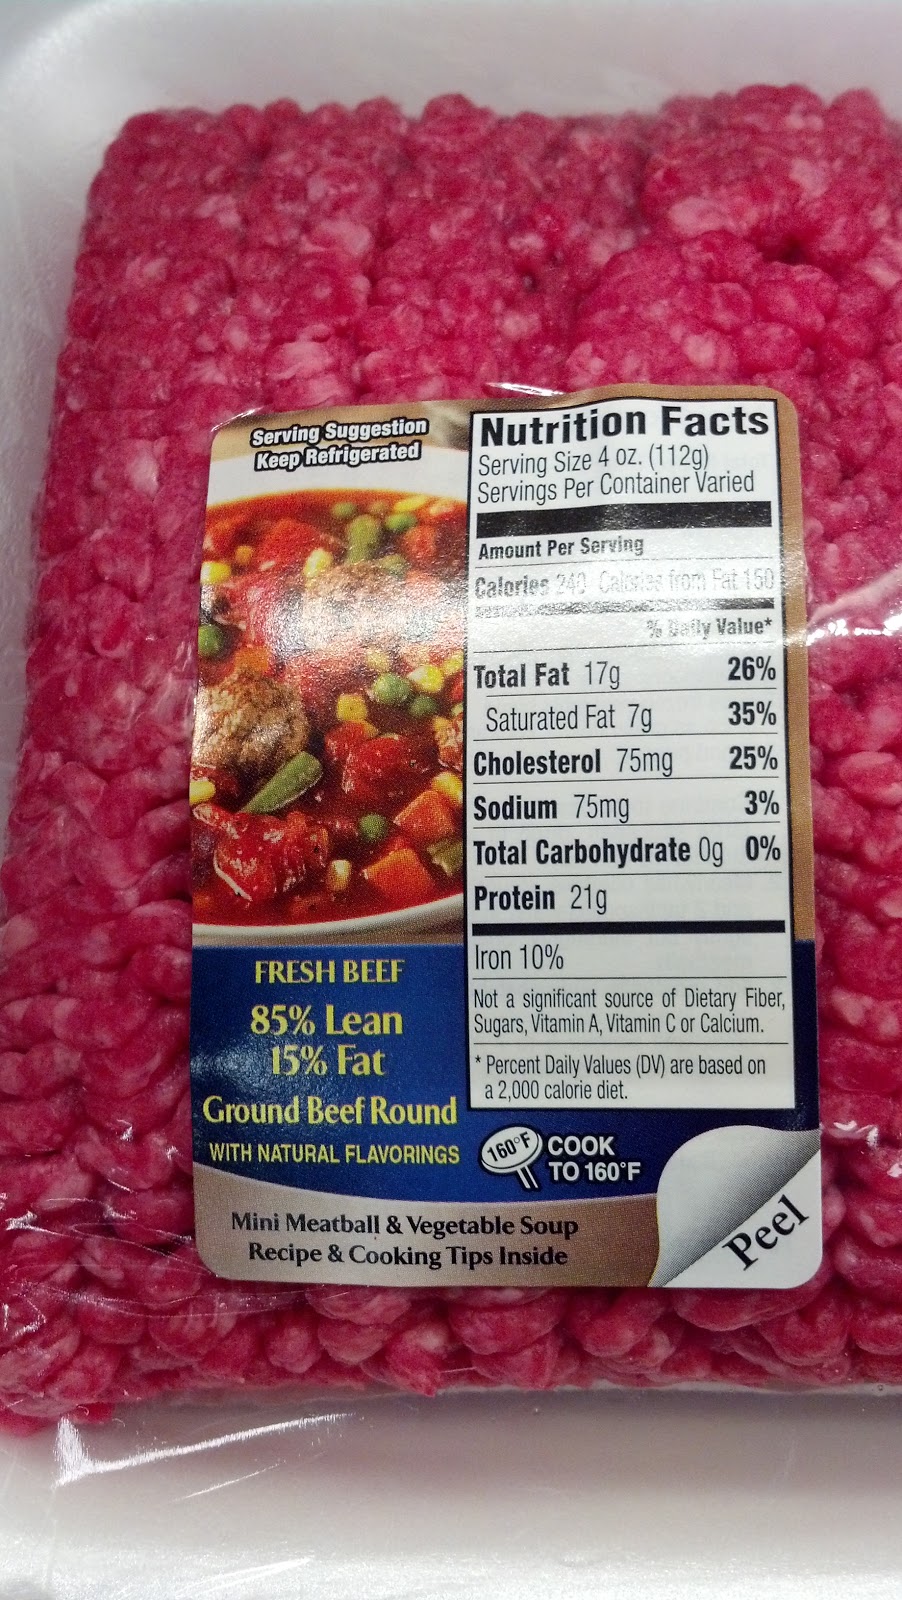 Serving Suggestion
Keep Refrigerated
Nutrition Facts
Serving Size 4 oz. (112g)
Servings Per Container Varied
Amount Per Serving
Calories 240 Calories from Fat 150
% Daily Value*
Total Fat 17g 26%
Saturated Fat 7g 35%
Cholesterol 75mg 25%
Sodium 75mg 3%
Total Carbohydrate 0g 0%
Protein 21g
Iron 10%
Not a significant source of Dietary Fiber,
Sugars, Vitamin A, Vitamin C or Calcium.
* Percent Daily Values (DV) are based on
a 2,000 calorie diet.
FRESH BEEF
85% Lean
15% Fat
Ground Beef Round
WITH NATURAL FLAVORINGS
160°F
COOK
TO 160°F
Mini Meatball & Vegetable Soup
Recipe & Cooking Tips Inside
Peel